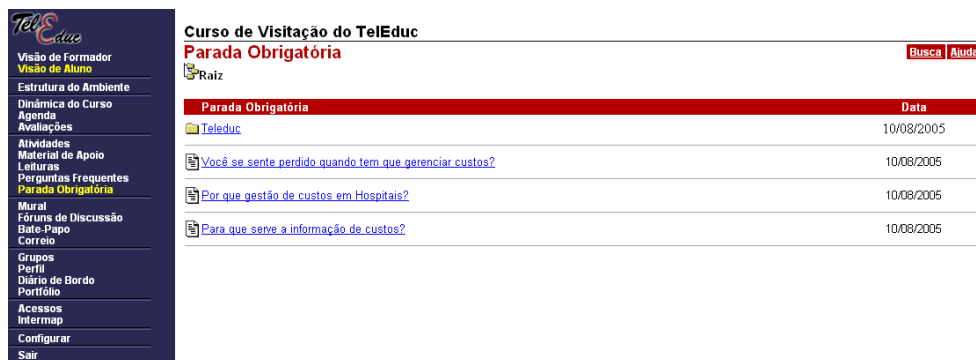 TelEduc
Visão de Formador
Visão de Aluno
Estrutura do Ambiente
Dinâmica do Curso
Agenda
Avaliações
Atividades
Material de Apoio
Leituras
Perguntas Frequentes
Parada Obrigatória
Mural
Fóruns de Discussão
Bate-Papo
Correio
Grupos
Perfil
Diário de Bordo
Portfólio
Acessos
Intermap
Configurar
Sair
Curso de Visitação do TelEduc
Parada Obrigatória
Busca Ajuda
Raiz
Parada Obrigatória Data
Teleduc 10/08/2005
Você se sente perdido quando tem que gerenciar custos? 10/08/2005
Por que gestão de custos em Hospitais? 10/08/2005
Para que serve a informação de custos? 10/08/2005